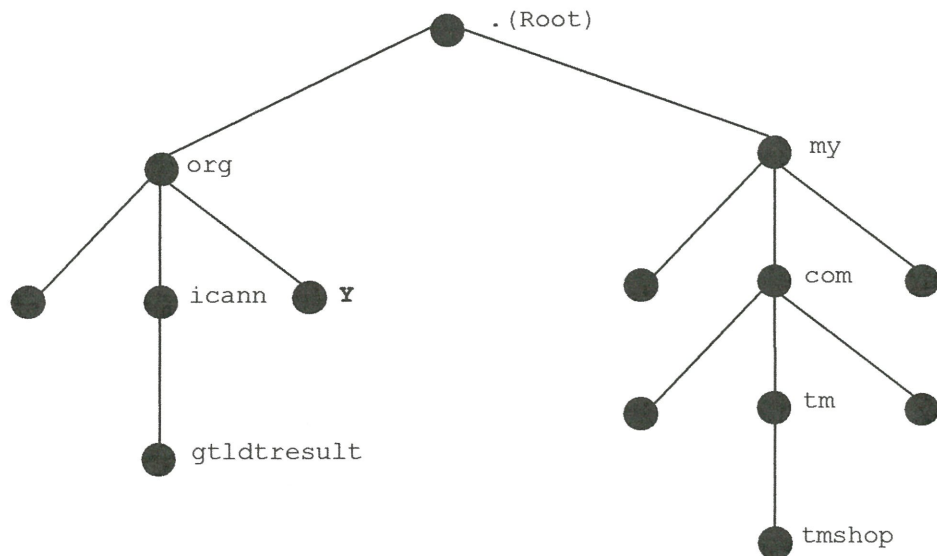 .(Root)
org
my
icann
Y
com
tm
gtldtresult
tmshop